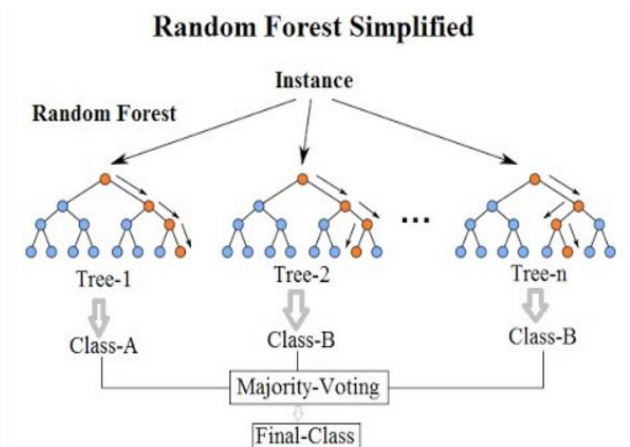 Random Forest Simplified
Instance
Random Forest
...
Tree-1
Tree-2
Tree-n
Class-A
Class-B
Class-B
Majority-Voting
Final-Class